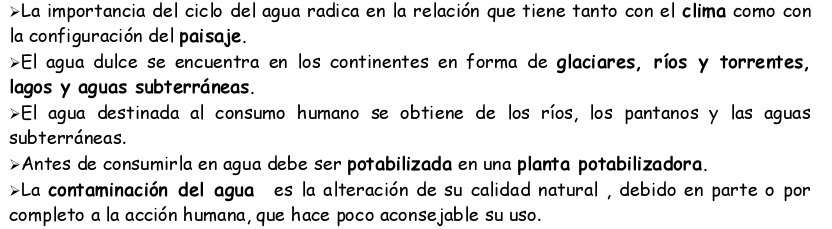 ➢La importancia del ciclo del agua radica en la relación que tiene tanto con el clima como con
la configuración del paisaje.
➢El agua dulce se encuentra en los continentes en forma de glaciares, ríos y torrentes,
lagos y aguas subterráneas.
➢El agua destinada al consumo humano se obtiene de los ríos, los pantanos y las aguas
subterráneas.
➢Antes de consumirla en agua debe ser potabilizada en una planta potabilizadora.
➢La contaminación del agua  es la alteración de su calidad natural , debido en parte o por
completo a la acción humana, que hace poco aconsejable su uso.